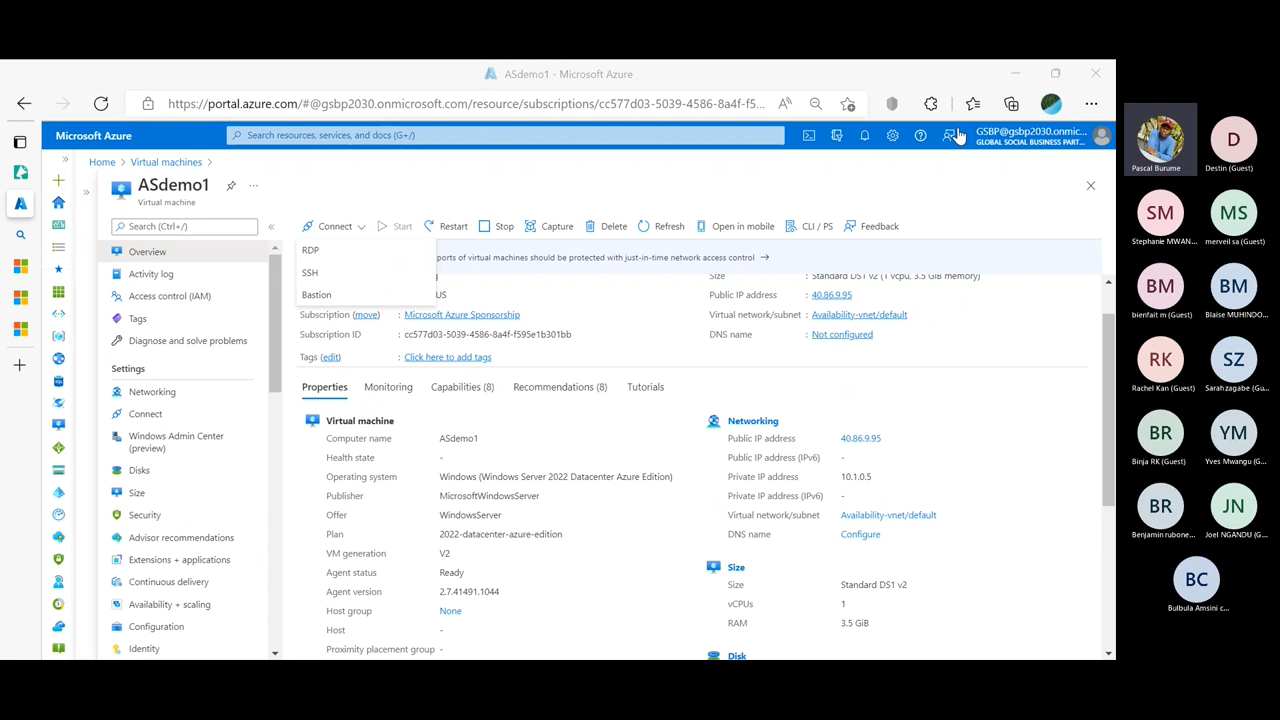 ASdemo1 - Microsoft Azure
https://portal.azure.com/#@gsbp2030.onmicrosoft.com/resource/subscriptions/cc577d03-5039-4586-8a4f-f5...
Microsoft Azure
Search resources, services, and docs (G+/)
GSBP@gsbp2030.onmic...
GLOBAL SOCIAL BUSINESS PART...
Home > Virtual machines >
ASdemo1
Virtual machine
Search (Ctrl+/)
Connect Start Restart Stop Capture Delete Refresh Open in mobile CLI / PS Feedback
RDP
SSH
Bastion
ports of virtual machines should be protected with just-in-time network access control →
US
Subscription (move) : Microsoft Azure Sponsorship
Subscription ID : cc577d03-5039-4586-8a4f-f595e1b301bb
Tags (edit) : Click here to add tags
Size : Standard DS1 v2 (1 vcpu, 3.5 GiB memory)
Public IP address : 40.86.9.95
Virtual network/subnet : Availability-vnet/default
DNS name : Not configured
Overview
Activity log
Access control (IAM)
Tags
Diagnose and solve problems
Settings
Networking
Connect
Windows Admin Center
(preview)
Disks
Size
Security
Advisor recommendations
Extensions + applications
Continuous delivery
Availability + scaling
Configuration
Identity
Properties Monitoring Capabilities (8) Recommendations (8) Tutorials
Virtual machine
Computer name ASdemo1
Health state -
Operating system Windows (Windows Server 2022 Datacenter Azure Edition)
Publisher MicrosoftWindowsServer
Offer WindowsServer
Plan 2022-datacenter-azure-edition
VM generation V2
Agent status Ready
Agent version 2.7.41491.1044
Host group None
Host -
Proximity placement group -
Networking
Public IP address 40.86.9.95
Public IP address (IPv6) -
Private IP address 10.1.0.5
Private IP address (IPv6) -
Virtual network/subnet Availability-vnet/default
DNS name Configure
Size
Size Standard DS1 v2
vCPUs 1
RAM 3.5 GiB
Disk
Pascal Burume
D
Destin (Guest)
SM
Stephanie MWAN...
MS
merveil sa (Guest)
BM
bienfait m (Guest)
BM
Blaise MUHINDO...
RK
Rachel Kan (Guest)
SZ
Sarah zagabe (Gu...
BR
Binja RK (Guest)
YM
Yves Mwangu (G...
BR
Benjamin rubone...
JN
Joel NGANDU (G...
BC
Bulbula Amsini c...